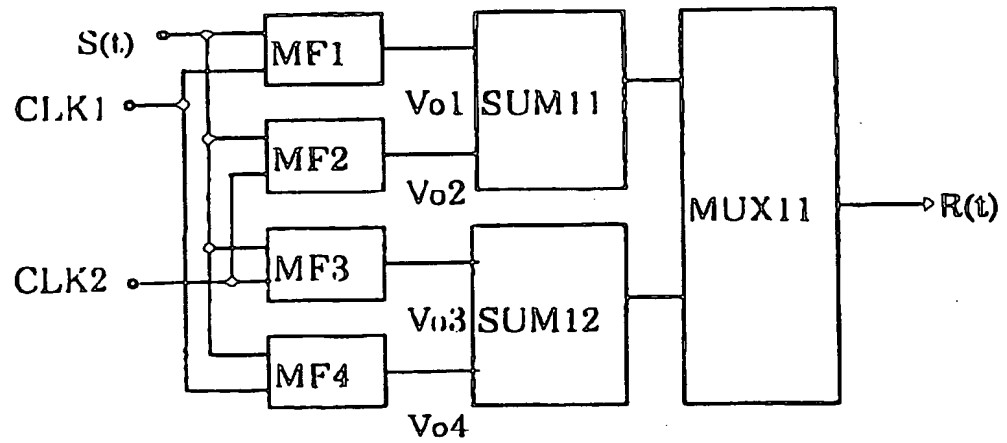 S(t)
MF1
CLK1
Vo1
SUM11
MF2
Vo2
MUX11
R(t)
MF3
CLK2
Vo3
SUM12
MF4
Vo4